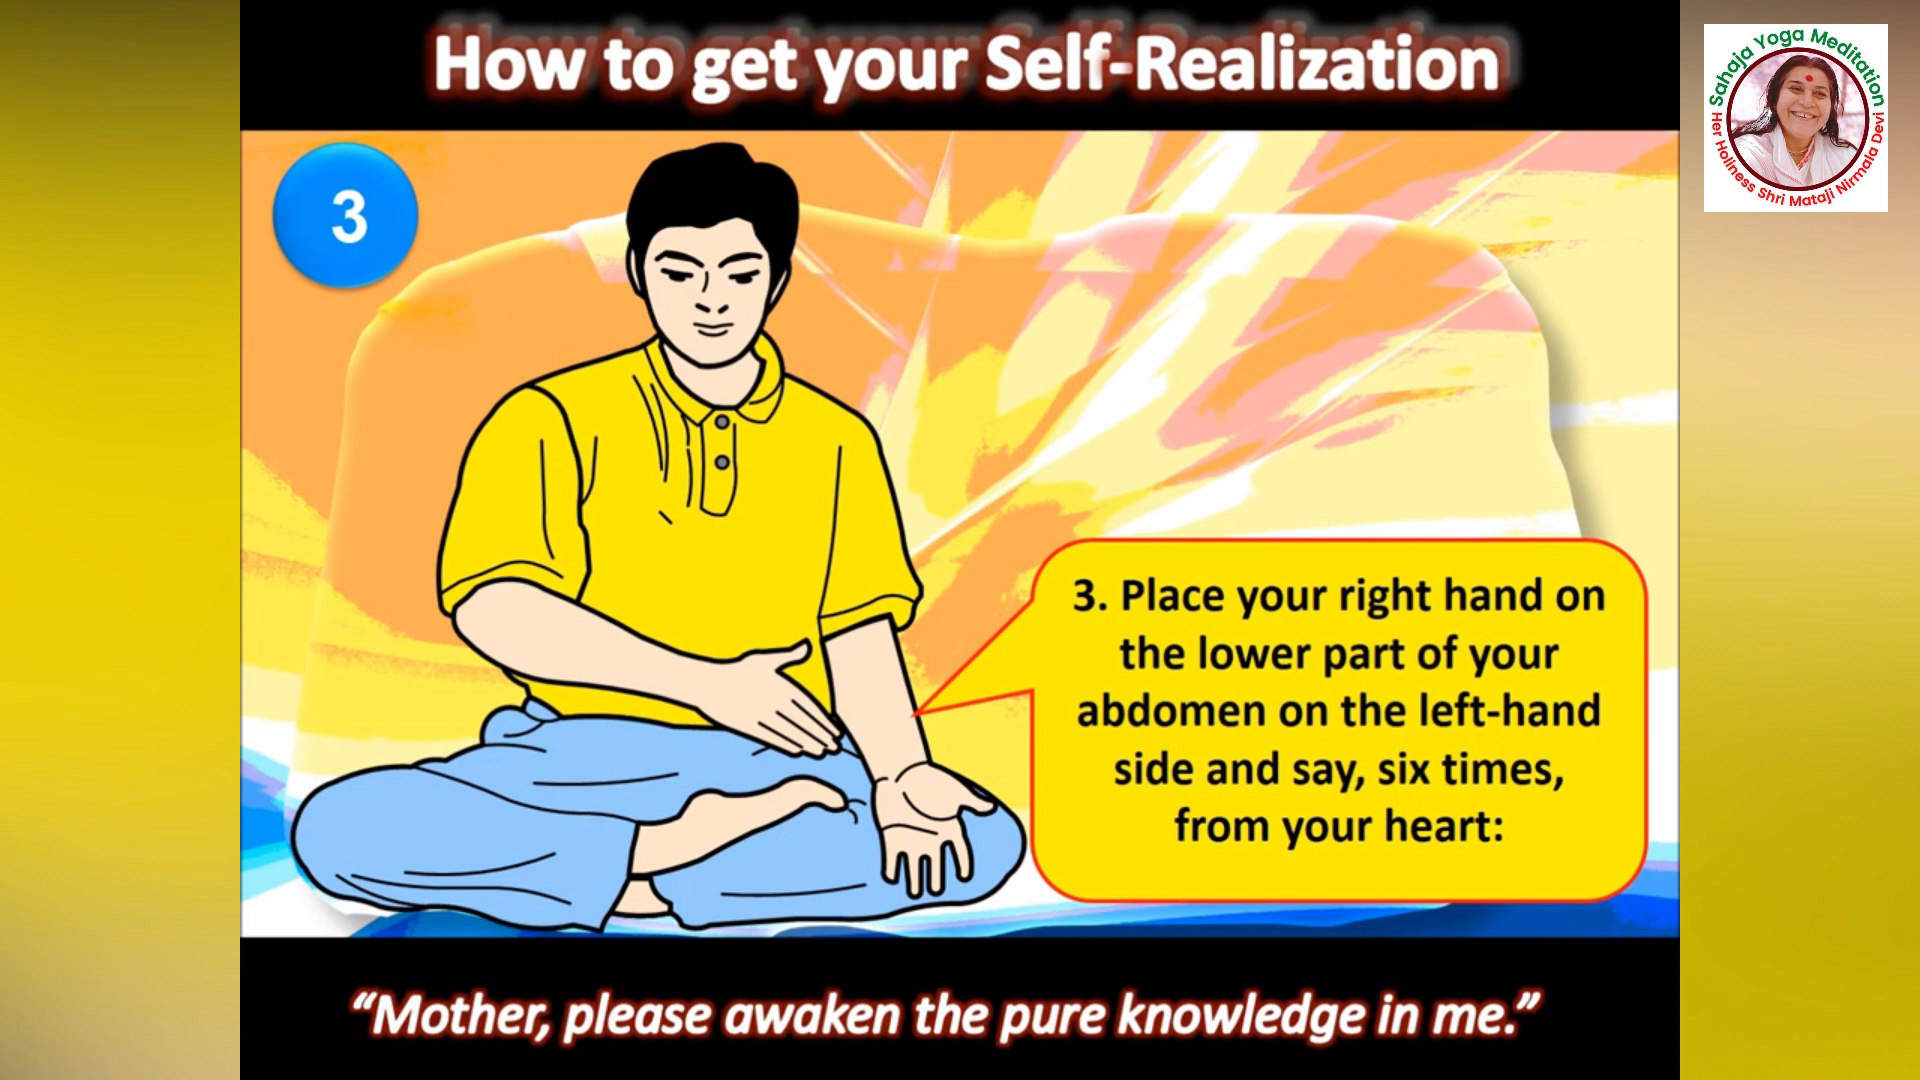 How to get your Self-Realization
Sahaja Yoga Meditation
Her Holiness Shri Mataji Nirmala Devi
3
3. Place your right hand on
the lower part of your
abdomen on the left-hand
side and say, six times,
from your heart:
“Mother, please awaken the pure knowledge in me.”